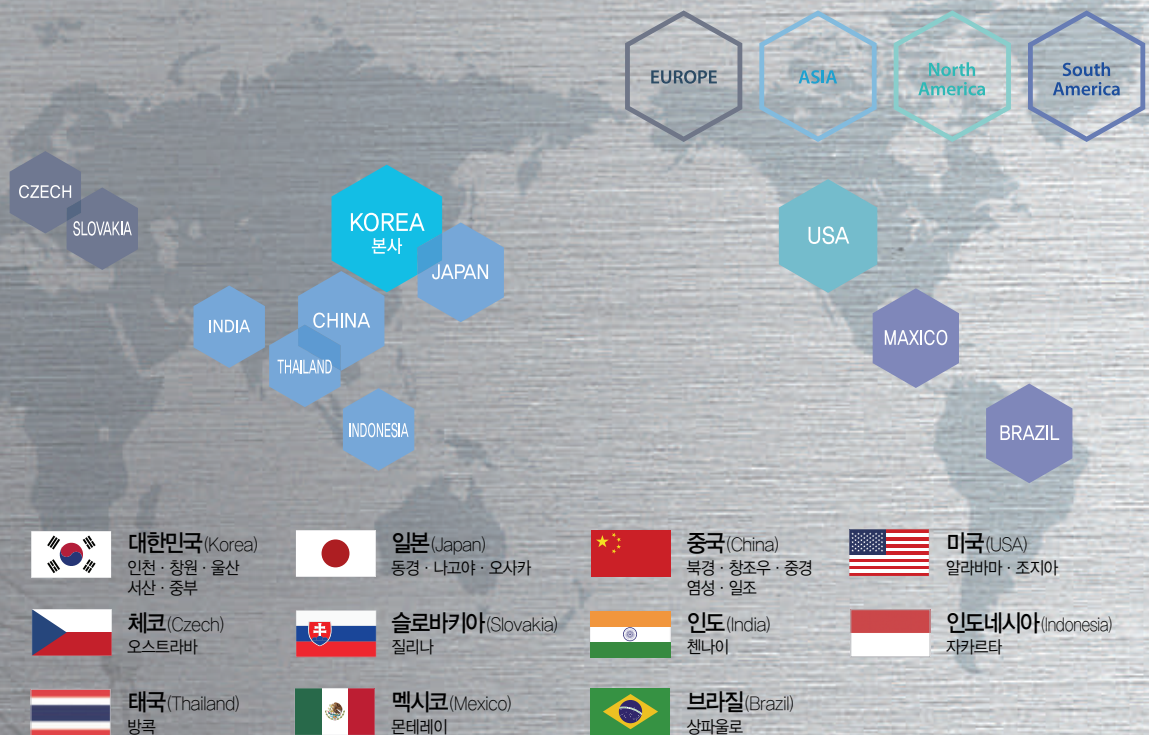 EUROPE
ASIA
North
America
South
America
CZECH
SLOVAKIA
KOREA
본사
JAPAN
USA
INDIA
CHINA
THAILAND
MAXICO
INDONESIA
BRAZIL
대한민국(Korea)
인천 · 창원 · 울산
서산 · 중부
일본(Japan)
동경 · 나고야 · 오사카
중국(China)
북경 · 창조우 · 중경
염성 · 일조
미국(USA)
알라바마 · 조지아
체코(Czech)
오스트라바
슬로바키아(Slovakia)
질리나
인도(India)
첸나이
인도네시아(Indonesia)
자카르타
태국(Thailand)
방콕
멕시코(Mexico)
몬테레이
브라질(Brazil)
상파울로